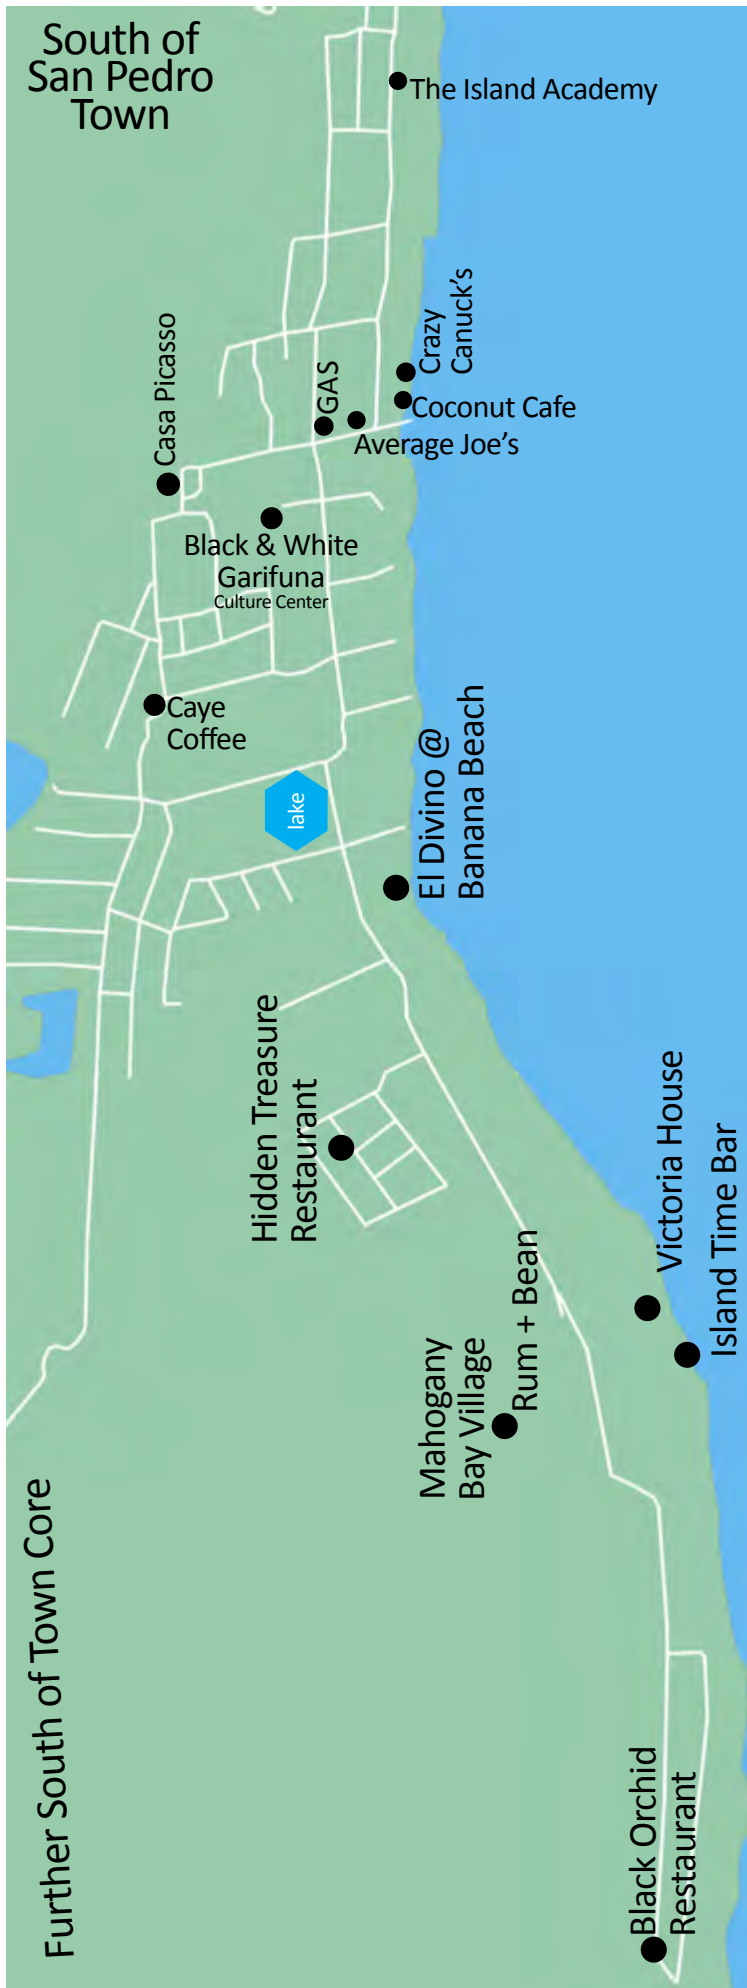 South of
San Pedro
Town
The Island Academy
Crazy
Canuck's
Casa Picasso
GAS
Coconut Cafe
Average Joe's
Black & White
Garifuna
Culture Center
Caye
Coffee
El Divino @
Banana Beach
lake
Hidden Treasure
Restaurant
Victoria House
Island Time Bar
Rum + Bean
Mahogany
Bay Village
Further South of Town Core
Black Orchid
Restaurant